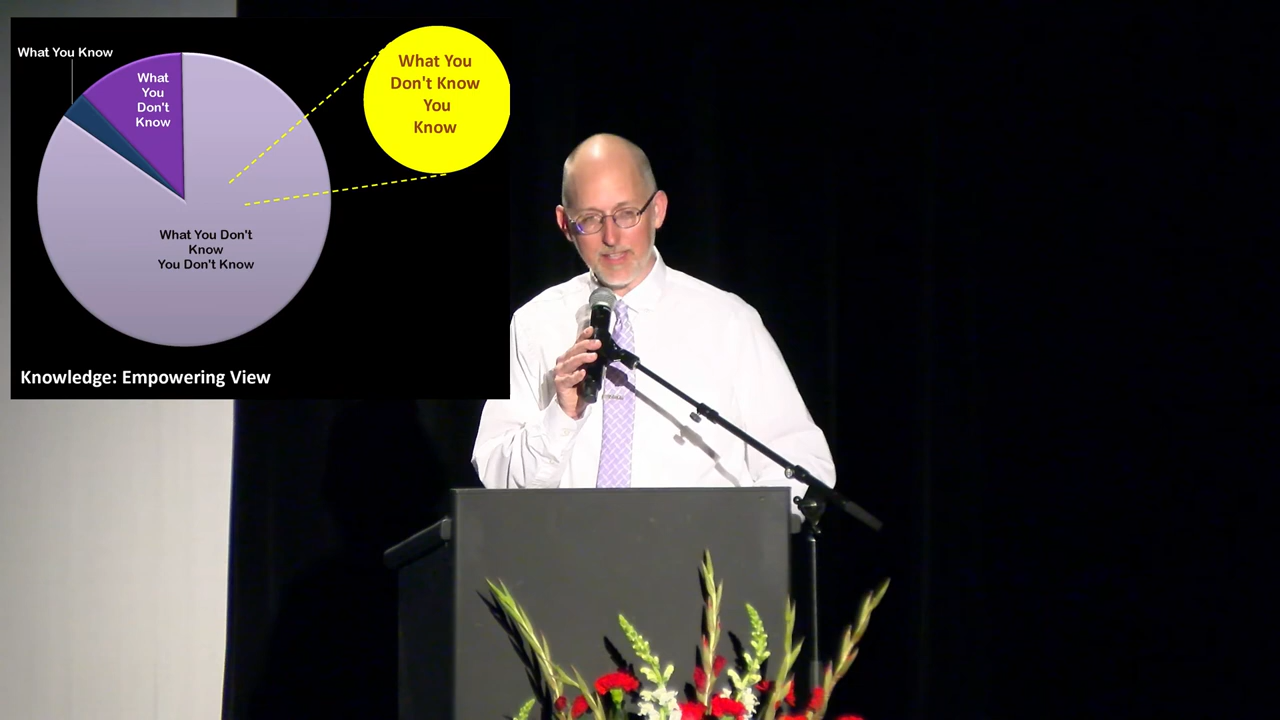 What You Know
What
You
Don't
Know
What You
Don't Know
You
Know
What You Don't
Know
You Don't Know
Knowledge: Empowering View